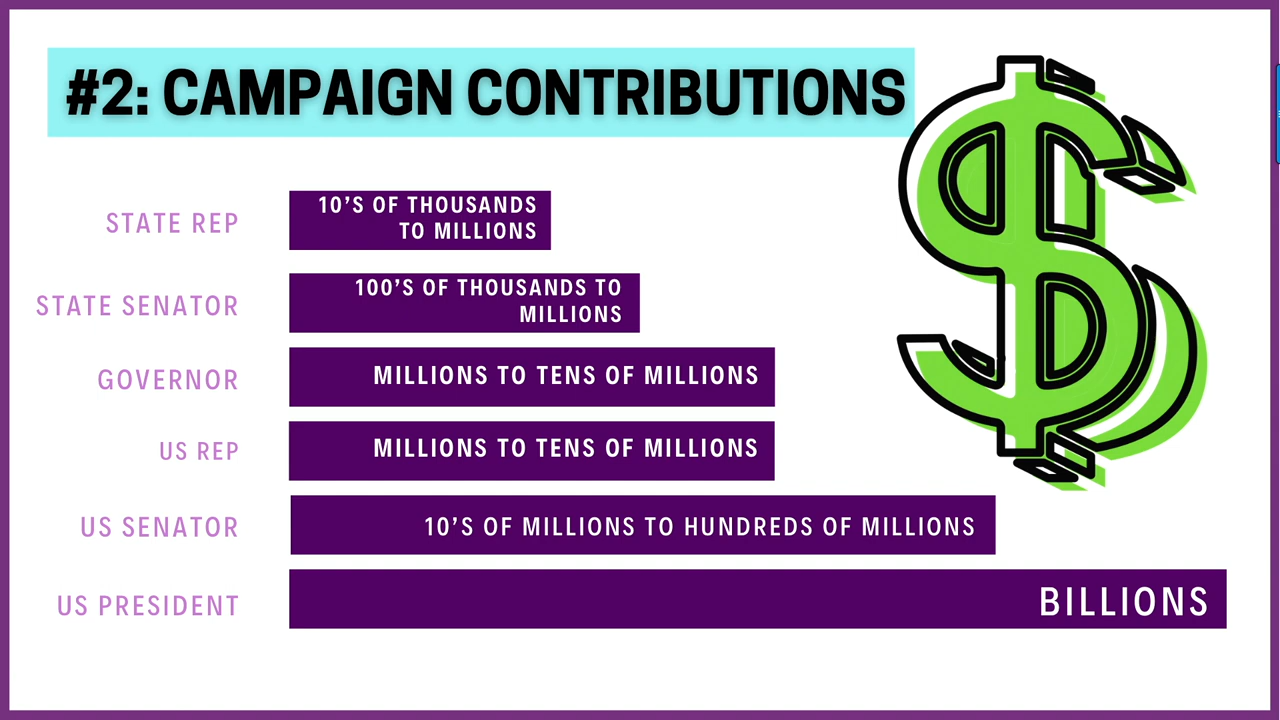 #2: CAMPAIGN CONTRIBUTIONS
STATE REP
10'S OF THOUSANDS
TO MILLIONS
STATE SENATOR
100'S OF THOUSANDS TO
MILLIONS
GOVERNOR
MILLIONS TO TENS OF MILLIONS
US REP
MILLIONS TO TENS OF MILLIONS
US SENATOR
10'S OF MILLIONS TO HUNDREDS OF MILLIONS
US PRESIDENT
BILLIONS